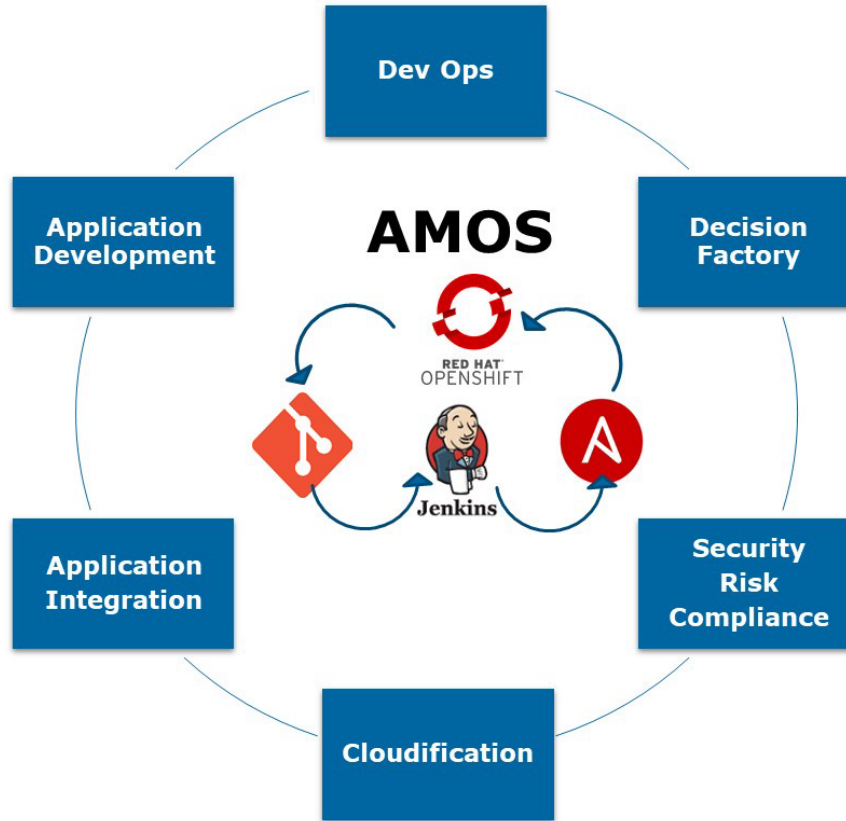 Dev Ops
Application
Development
AMOS
Decision
Factory
RED HAT®
OPENSHIFT
Jenkins
Application
Integration
Security
Risk
Compliance
Cloudification